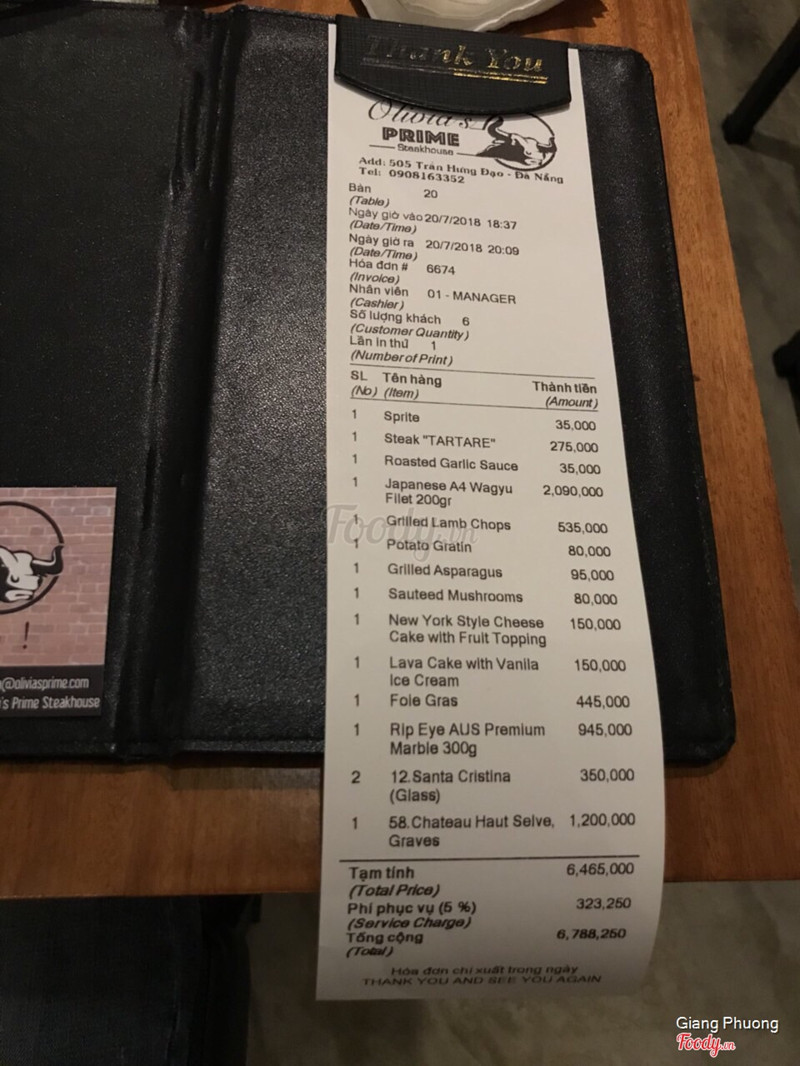 Thank You
Olivia's
PRIME
Steakhouse
Add: 505 Trần Hưng Đạo - Đà Nẵng
Tel: 0908163352
Bàn 20
(Table)
Ngày giờ vào 20/7/2018 18:37
(Date/Time)
Ngày giờ ra 20/7/2018 20:09
(Date/Time)
Hóa đơn # 6674
(Invoice)
Nhân viên 01 - MANAGER
(Cashier)
Số lượng khách 6
(Customer Quantity)
Lần in thứ 1
(Number of Print)
SL Tên hàng Thành tiền
(No) (Item) (Amount)
1 Sprite 35,000
1 Steak "TARTARE" 275,000
1 Roasted Garlic Sauce 35,000
1 Japanese A4 Wagyu 2,090,000
Filet 200gr
1 Grilled Lamb Chops 535,000
1 Potato Gratin 80,000
1 Grilled Asparagus 95,000
1 Sauteed Mushrooms 80,000
1 New York Style Cheese 150,000
Cake with Fruit Topping
1 Lava Cake with Vanila 150,000
Ice Cream
1 Foie Gras 445,000
1 Rip Eye AUS Premium 945,000
Marble 300g
2 12.Santa Cristina 350,000
(Glass)
1 58.Chateau Haut Selve, 1,200,000
Graves
Tạm tính 6,465,000
(Total Price)
Phí phục vụ (5 %) 323,250
(Service Charge)
Tổng cộng 6,788,250
(Total)
Hóa đơn chỉ xuất trong ngày
THANK YOU AND SEE YOU AGAIN
!
@oliviasprime.com
's Prime Steakhouse
Foody.vn
Giang Phuong
Foody.vn